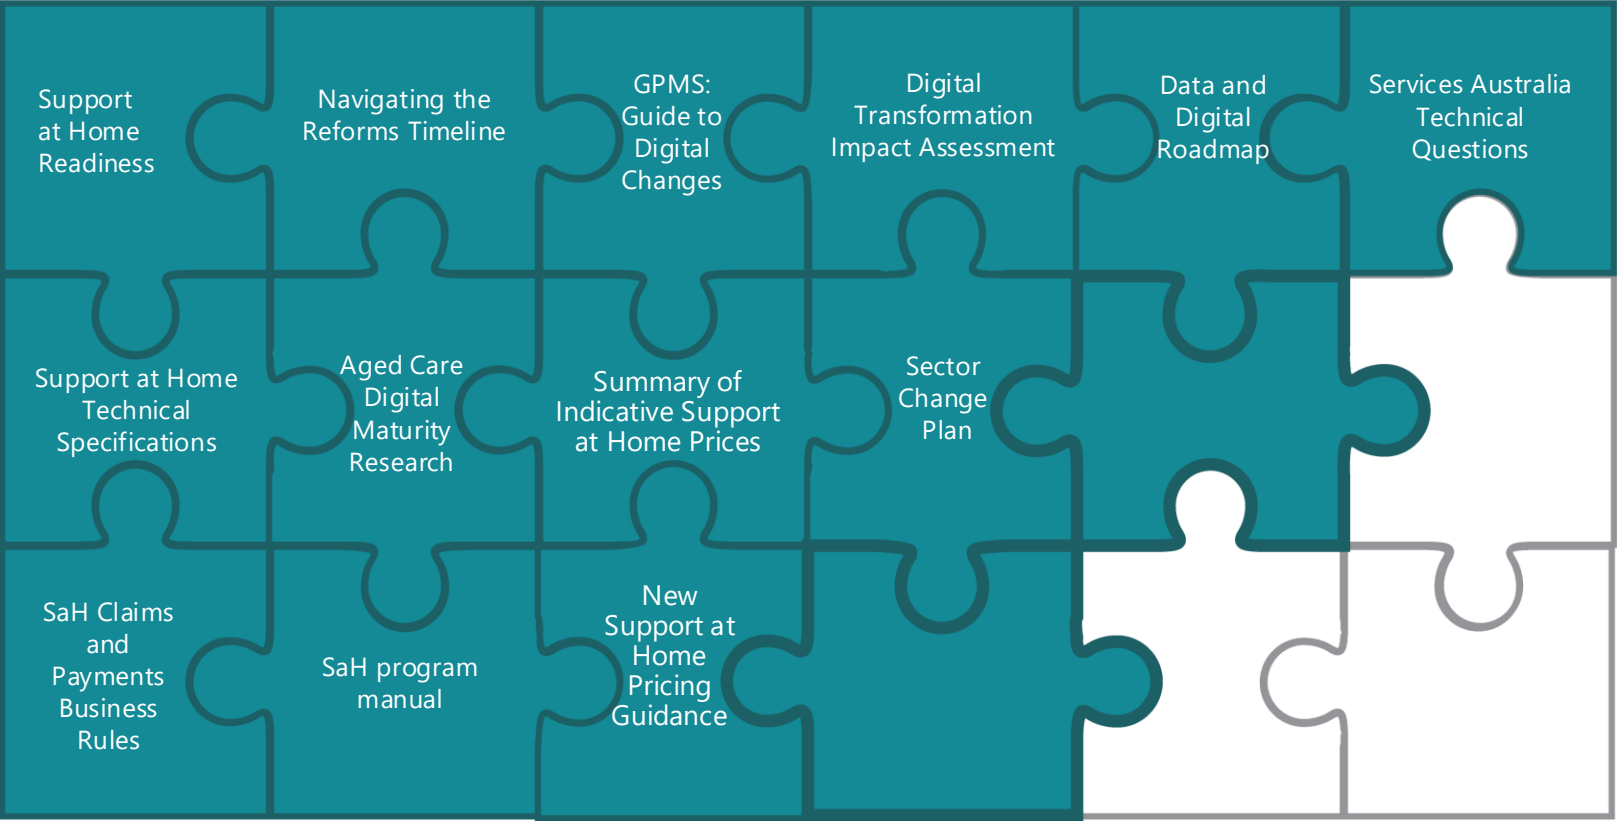 Support
at Home
Readiness
Navigating the
Reforms Timeline
GPMS:
Guide to
Digital
Changes
Digital
Transformation
Impact Assessment
Data and
Digital
Roadmap
Services Australia
Technical
Questions
Support at Home
Technical
Specifications
Aged Care
Digital
Maturity
Research
Summary of
Indicative Support
at Home Prices
Sector
Change
Plan
SaH Claims
and
Payments
Business
Rules
SaH program
manual
New
Support at
Home
Pricing
Guidance